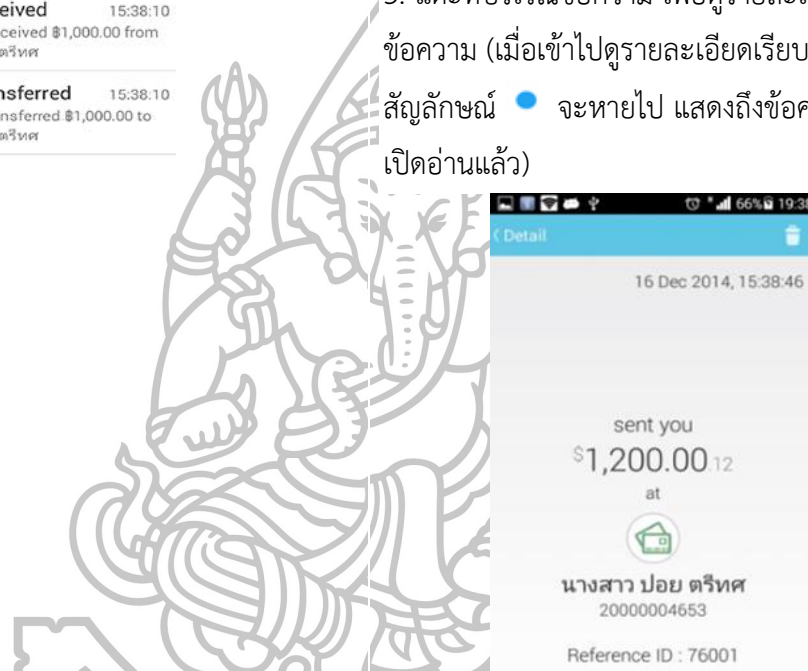 15:38:10
฿1,000.00 from
ตรีทศ
15:38:10
฿1,000.00 to
ตรีทศ
ข้อความ (เมื่อเข้าไปดูรายละเอียดเรียบ
สัญลักษณ์ จะหายไป แสดงถึงข้อค
เปิดอ่านแล้ว)
66% 19:38
Detail
16 Dec 2014, 15:38:46
sent you
$1,200.00.12
at
นางสาว ปอย ตรีทศ
20000004653
Reference ID : 76001